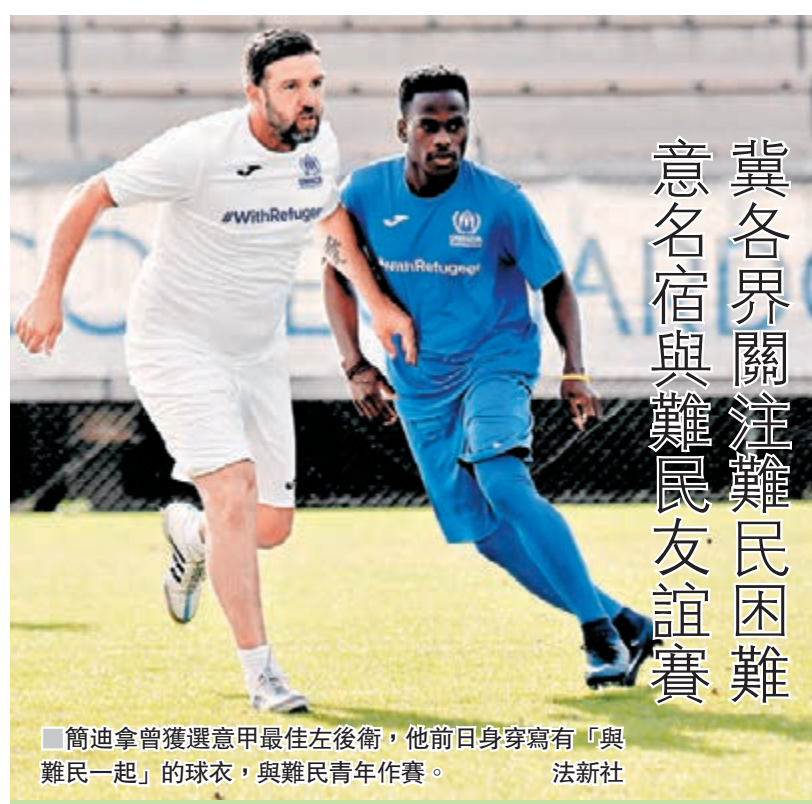 冀各界關注難民困難
意名宿與難民友誼賽
#WithRefugee
WithRefugee
UNHCR
■簡迪拿曾獲選意甲最佳左後衛，他前日身穿寫有「與
難民一起」的球衣，與難民青年作賽。 法新社